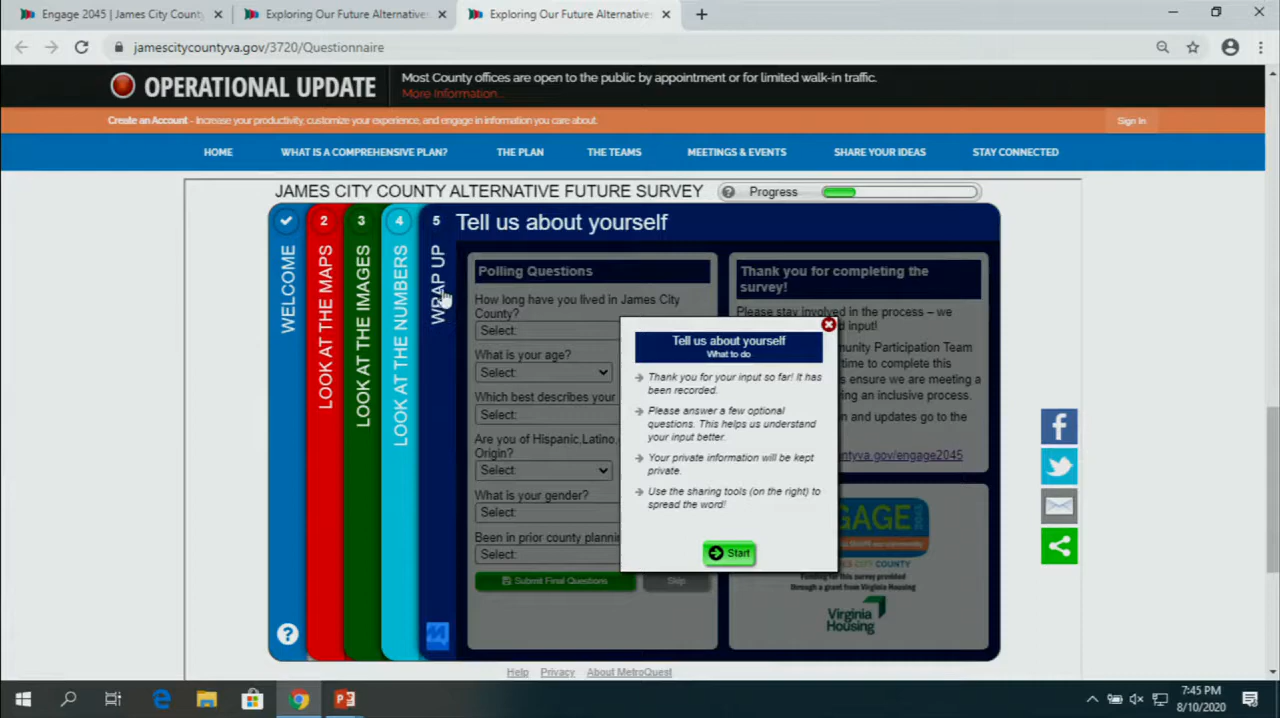 Engage 2045 | James City County
Exploring Our Future Alternative
Exploring Our Future Alternative
jamescitycountyva.gov/3720/Questionnaire
OPERATIONAL UPDATE
Most County offices are open to the public by appointment or for limited walk-in traffic.
More Information...
Create an Account - Increase your productivity, customize your experience, and engage in information you care about.
Sign In
HOME
WHAT IS A COMPREHENSIVE PLAN?
THE PLAN
THE TEAMS
MEETINGS & EVENTS
SHARE YOUR IDEAS
STAY CONNECTED
JAMES CITY COUNTY ALTERNATIVE FUTURE SURVEY
Progress
WELCOME
2
LOOK AT THE MAPS
3
LOOK AT THE IMAGES
4
LOOK AT THE NUMBERS
5
WRAP UP
Tell us about yourself
Polling Questions
How long have you lived in James City
County?
Select:
What is your age?
Select:
Which best describes your
Select:
Are you of Hispanic,Latino,
Origin?
Select:
What is your gender?
Select:
Been in prior county planni
Select:
Submit Final Questions
Skip
Thank you for completing the
survey!
Please stay involved in the process – we
d input!
munity Participation Team
time to complete this
s ensure we are meeting a
ving an inclusive process.
n and updates go to the
ntyva.gov/engage2045
Tell us about yourself
What to do
Thank you for your input so far! It has
been recorded.
Please answer a few optional
questions. This helps us understand
your input better.
Your private information will be kept
private.
Use the sharing tools (on the right) to
spread the word!
Start
GAGE
ES CITY COUNTY
Funding for this survey provided
through a grant from Virginia Housing
Virginia
Housing
Help
Privacy
About MetroQuest
7:45 PM
8/10/2020